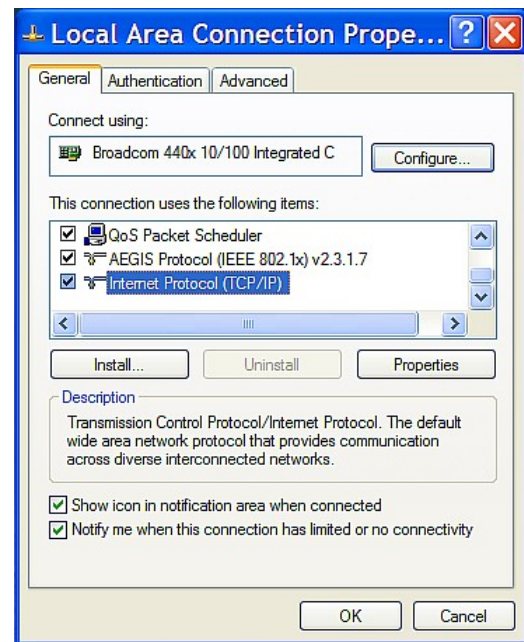 Local Area Connection Prope...
General Authentication Advanced
Connect using:
Broadcom 440x 10/100 Integrated C
Configure...
This connection uses the following items:
QoS Packet Scheduler
AEGIS Protocol (IEEE 802.1x) v2.3.1.7
Internet Protocol (TCP/IP)
Install... Uninstall Properties
Description
Transmission Control Protocol/Internet Protocol. The default
wide area network protocol that provides communication
across diverse interconnected networks.
Show icon in notification area when connected
Notify me when this connection has limited or no connectivity
OK Cancel